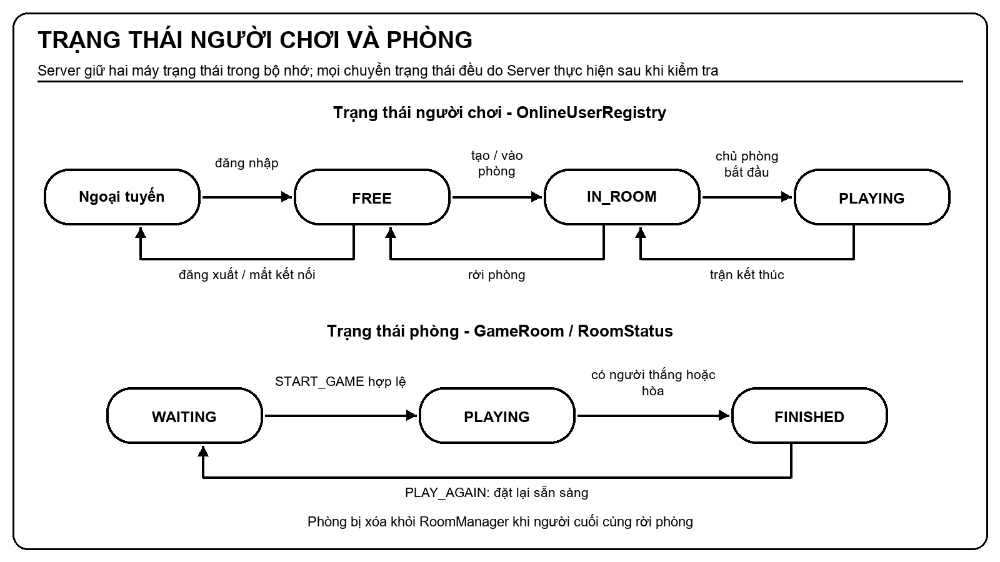 TRẠNG THÁI NGƯỜI CHƠI VÀ PHÒNG
Server giữ hai máy trạng thái trong bộ nhớ; mọi chuyển trạng thái đều do Server thực hiện sau khi kiểm tra
Trạng thái người chơi - OnlineUserRegistry
đăng nhập
tạo / vào
phòng
chủ phòng
bắt đầu
Ngoại tuyến
FREE
IN_ROOM
PLAYING
đăng xuất / mất kết nối
rời phòng
trận kết thúc
Trạng thái phòng - GameRoom / RoomStatus
START_GAME hợp lệ
có người thắng hoặc
hòa
WAITING
PLAYING
FINISHED
PLAY_AGAIN: đặt lại sẵn sàng
Phòng bị xóa khỏi RoomManager khi người cuối cùng rời phòng